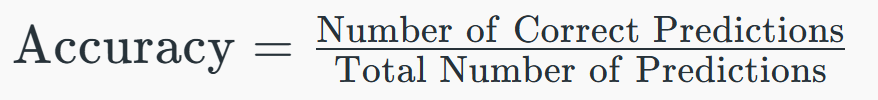 Accuracy = Number of Correct Predictions
Total Number of Predictions